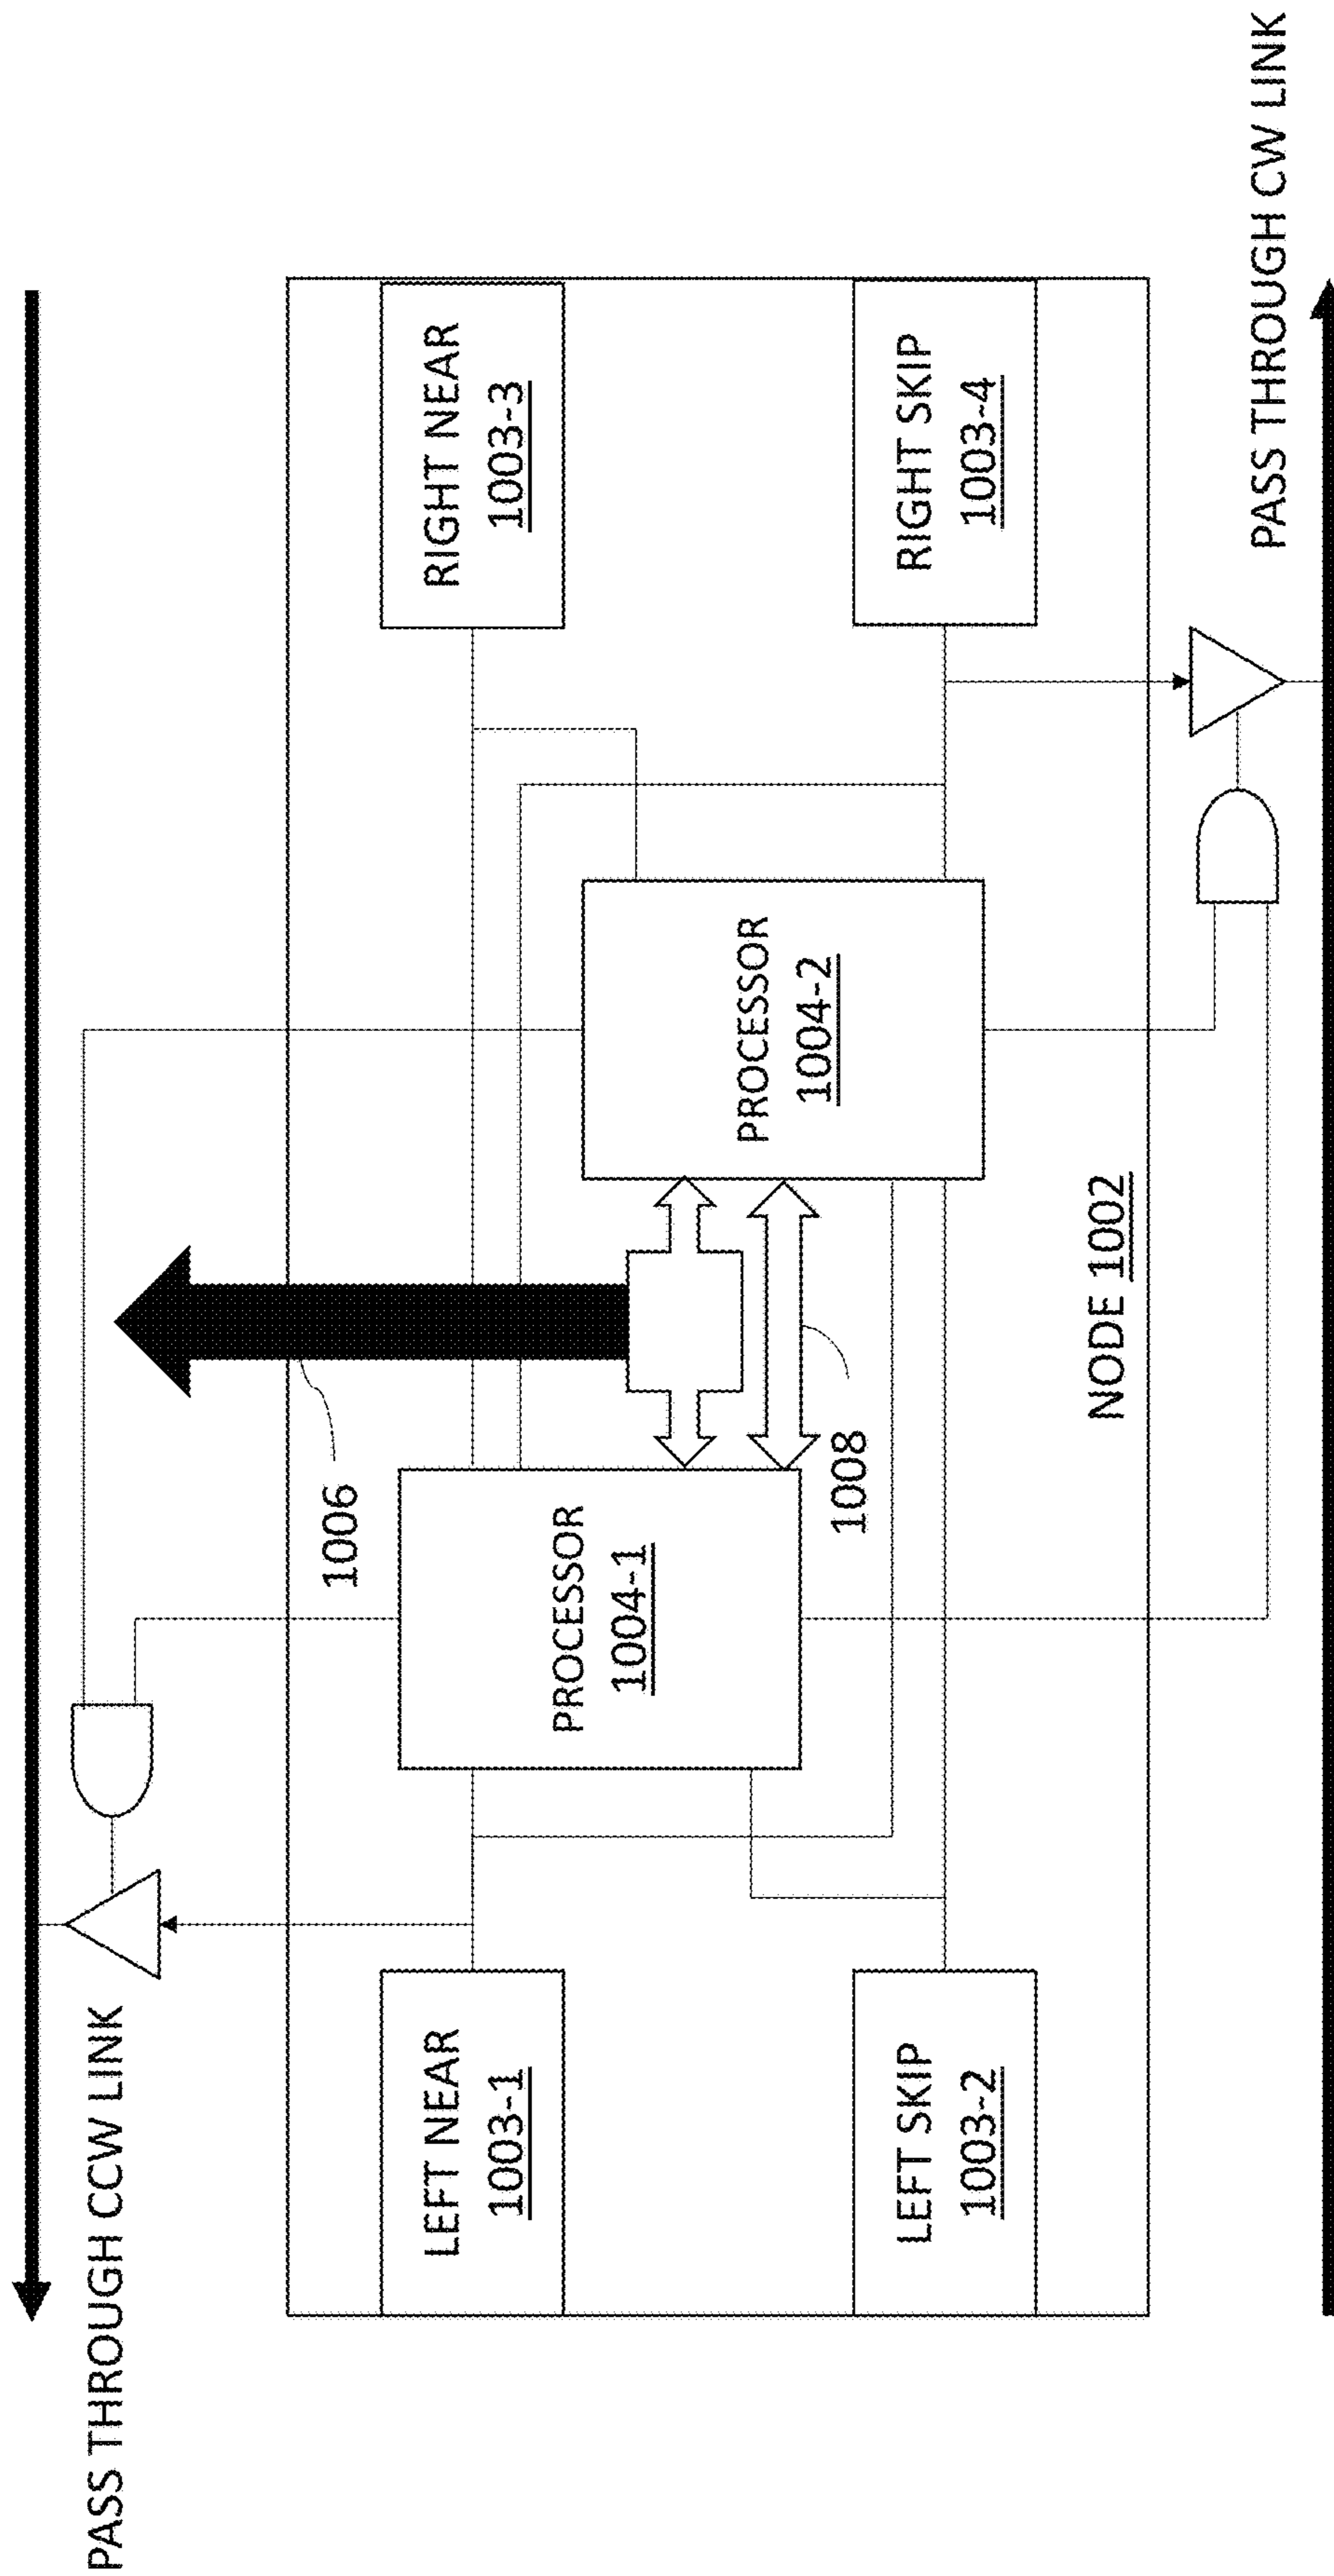 PASS THROUGH CCW LINK
LEFT NEAR
1003-1
RIGHT NEAR
1003-3
1006
PROCESSOR
1004-1
PROCESSOR
1004-2
1008
LEFT SKIP
1003-2
RIGHT SKIP
1003-4
NODE 1002
PASS THROUGH CW LINK